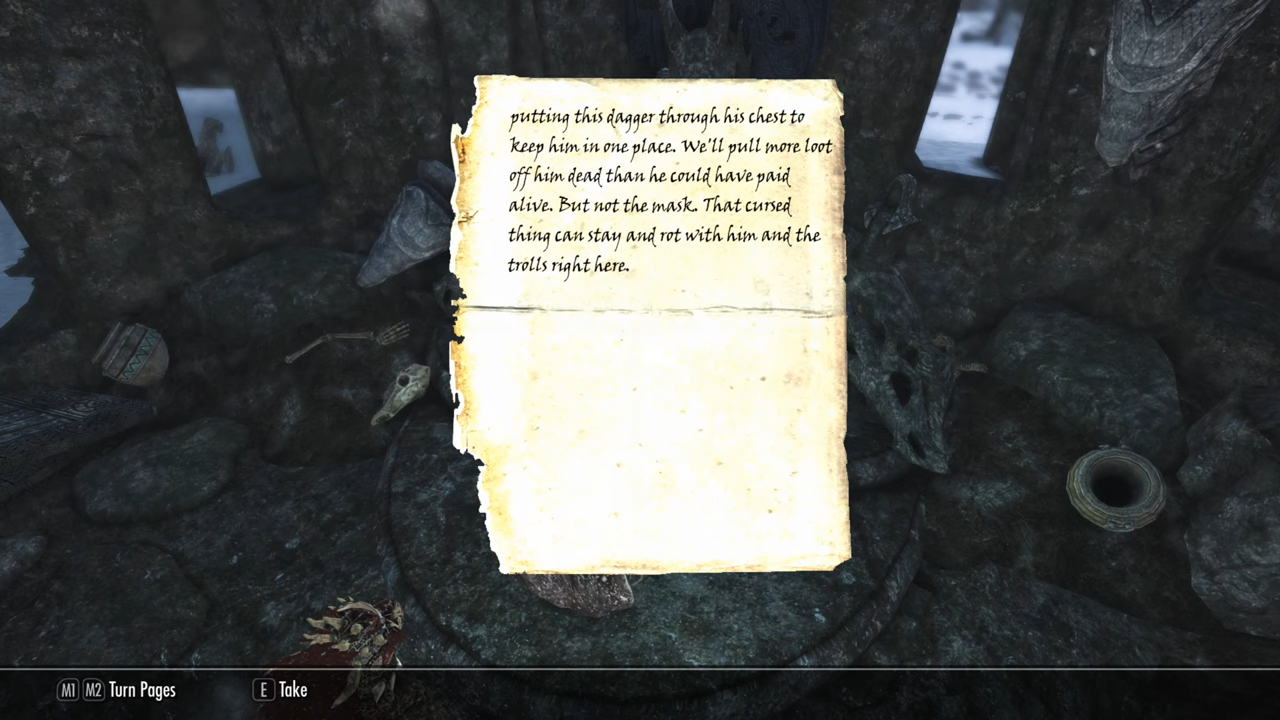 putting this dagger through his chest to
keep him in one place. We'll pull more loot
off him dead than he could have paid
alive. But not the mask. That cursed
thing can stay and rot with him and the
trolls right here.
M1 M2 Turn Pages E Take